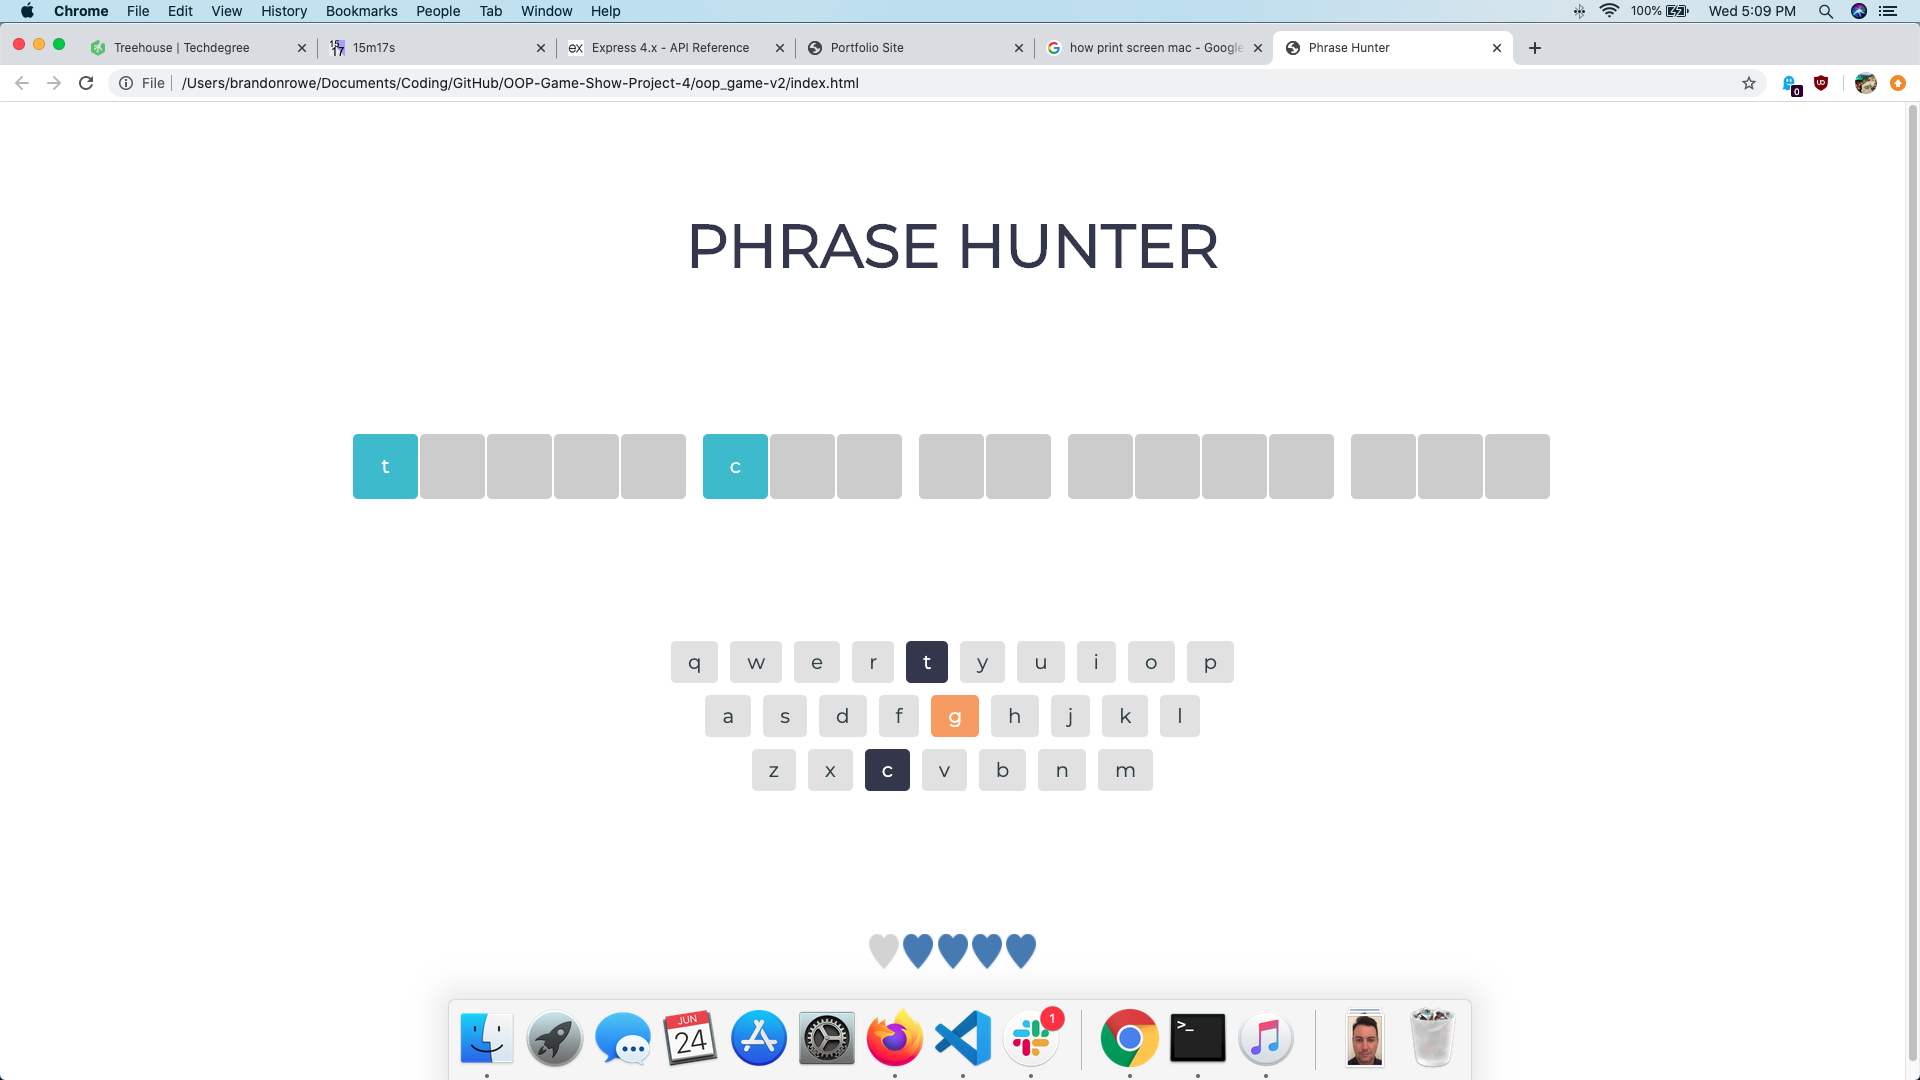 Chrome File Edit View History Bookmarks People Tab Window Help 100% Wed 5:09 PM
Treehouse | Techdegree 15m17s Express 4.x - API Reference Portfolio Site how print screen mac - Google Phrase Hunter
File /Users/brandonrowe/Documents/Coding/GitHub/OOP-Game-Show-Project-4/oop_game-v2/index.html 0
PHRASE HUNTER
t c
q w e r t y u i o p
a s d f g h j k l
z x c v b n m
JUN 24 1 >_